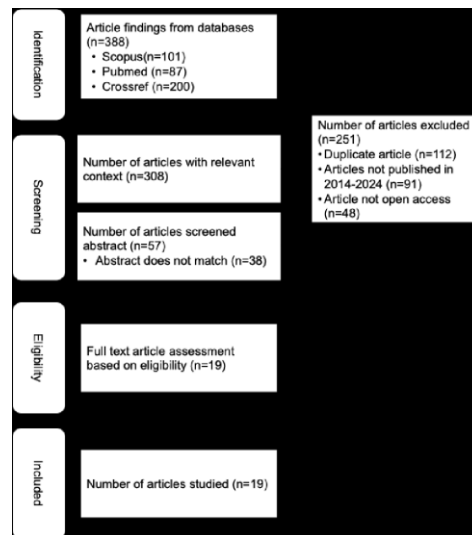 Identification
Article findings from databases
(n=388)
• Scopus(n=101)
• Pubmed (n=87)
• Crossref (n=200)
Number of articles excluded
(n=251)
• Duplicate article (n=112)
• Articles not published in
2014-2024 (n=91)
• Article not open access
(n=48)
Screening
Number of articles with relevant
context (n=308)
Number of articles screened
abstract (n=57)
• Abstract does not match (n=38)
Eligibility
Full text article assessment
based on eligibility (n=19)
Included
Number of articles studied (n=19)